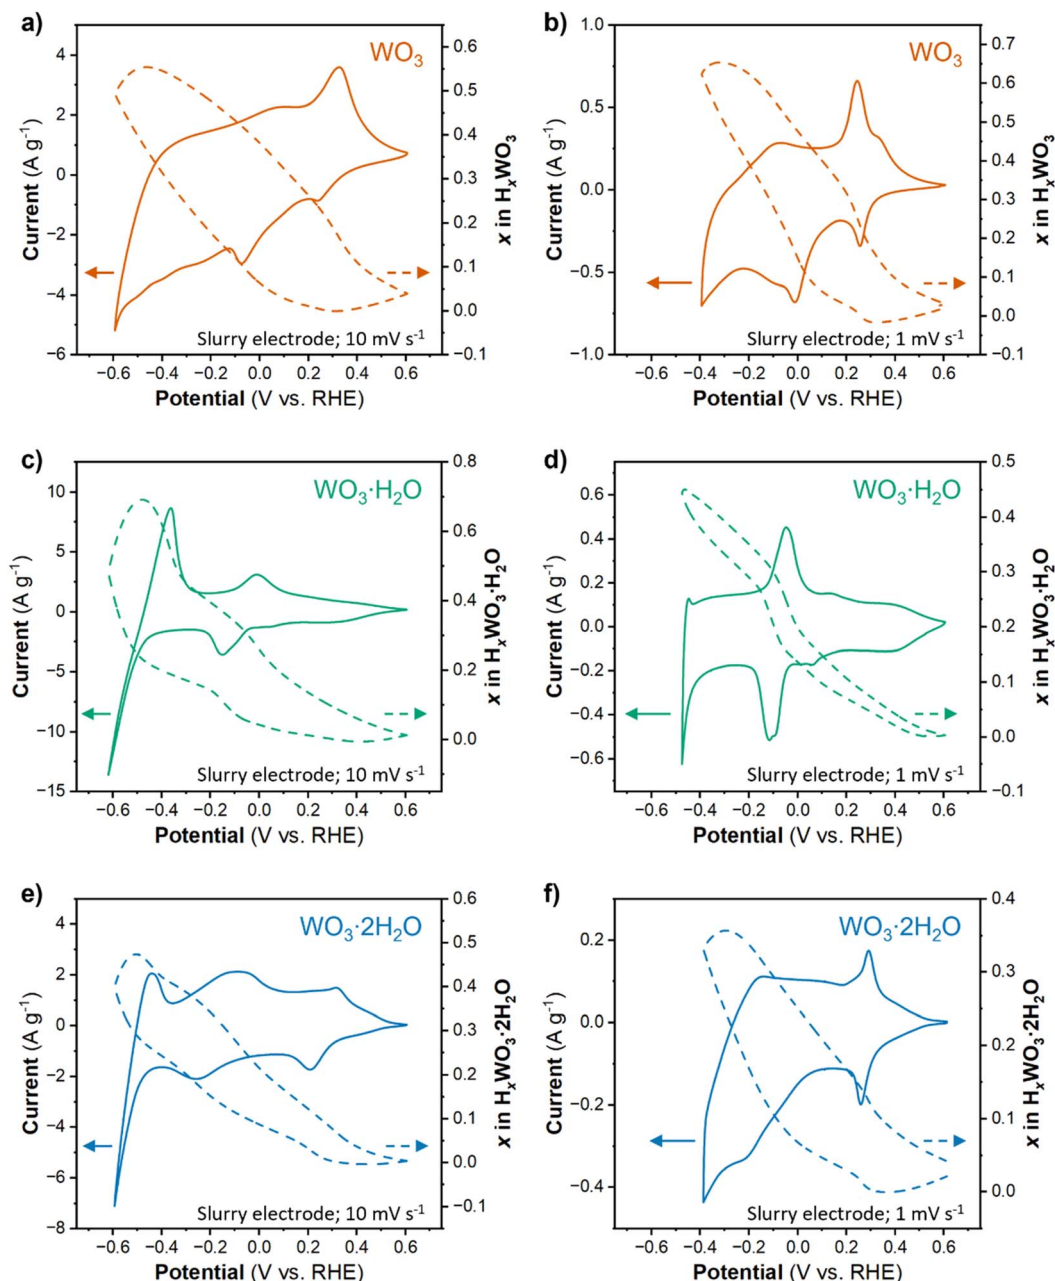 a)
WO₃
Current (A g⁻¹)
4
2
0
−2
−4
−6
x in HₓWO₃
0.6
0.5
0.4
0.3
0.2
0.1
0.0
−0.1
Slurry electrode; 10 mV s⁻¹
−0.6 −0.4 −0.2 0.0 0.2 0.4 0.6
Potential (V vs. RHE)
b)
WO₃
Current (A g⁻¹)
1.0
0.5
0.0
−0.5
−1.0
x in HₓWO₃
0.7
0.6
0.5
0.4
0.3
0.2
0.1
0.0
−0.1
Slurry electrode; 1 mV s⁻¹
−0.6 −0.4 −0.2 0.0 0.2 0.4 0.6
Potential (V vs. RHE)
c)
WO₃·H₂O
Current (A g⁻¹)
10
5
0
−5
−10
−15
x in HₓWO₃·H₂O
0.8
0.6
0.4
0.2
0.0
Slurry electrode; 10 mV s⁻¹
−0.6 −0.4 −0.2 0.0 0.2 0.4 0.6
Potential (V vs. RHE)
d)
WO₃·H₂O
Current (A g⁻¹)
0.6
0.4
0.2
0.0
−0.2
−0.4
−0.6
x in HₓWO₃·H₂O
0.5
0.4
0.3
0.2
0.1
0.0
−0.1
Slurry electrode; 1 mV s⁻¹
−0.6 −0.4 −0.2 0.0 0.2 0.4 0.6
Potential (V vs. RHE)
e)
WO₃·2H₂O
Current (A g⁻¹)
4
2
0
−2
−4
−6
−8
x in HₓWO₃·2H₂O
0.6
0.5
0.4
0.3
0.2
0.1
0.0
−0.1
Slurry electrode; 10 mV s⁻¹
−0.6 −0.4 −0.2 0.0 0.2 0.4 0.6
Potential (V vs. RHE)
f)
WO₃·2H₂O
Current (A g⁻¹)
0.2
0.0
−0.2
−0.4
x in HₓWO₃·2H₂O
0.4
0.3
0.2
0.1
0.0
Slurry electrode; 1 mV s⁻¹
−0.6 −0.4 −0.2 0.0 0.2 0.4 0.6
Potential (V vs. RHE)